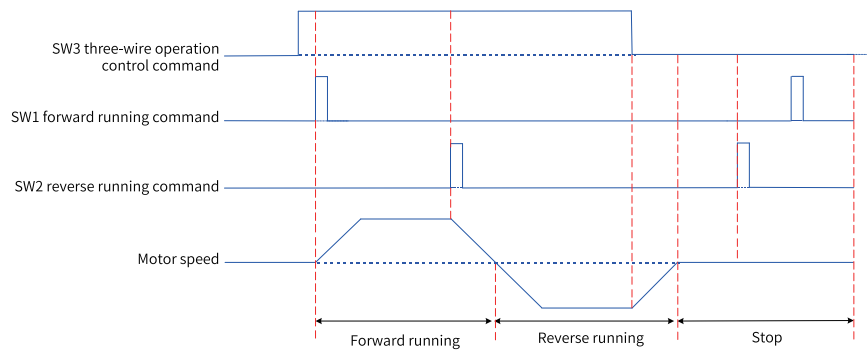 SW3 three-wire operation
control command
SW1 forward running command
SW2 reverse running command
Motor speed
Forward running
Reverse running
Stop